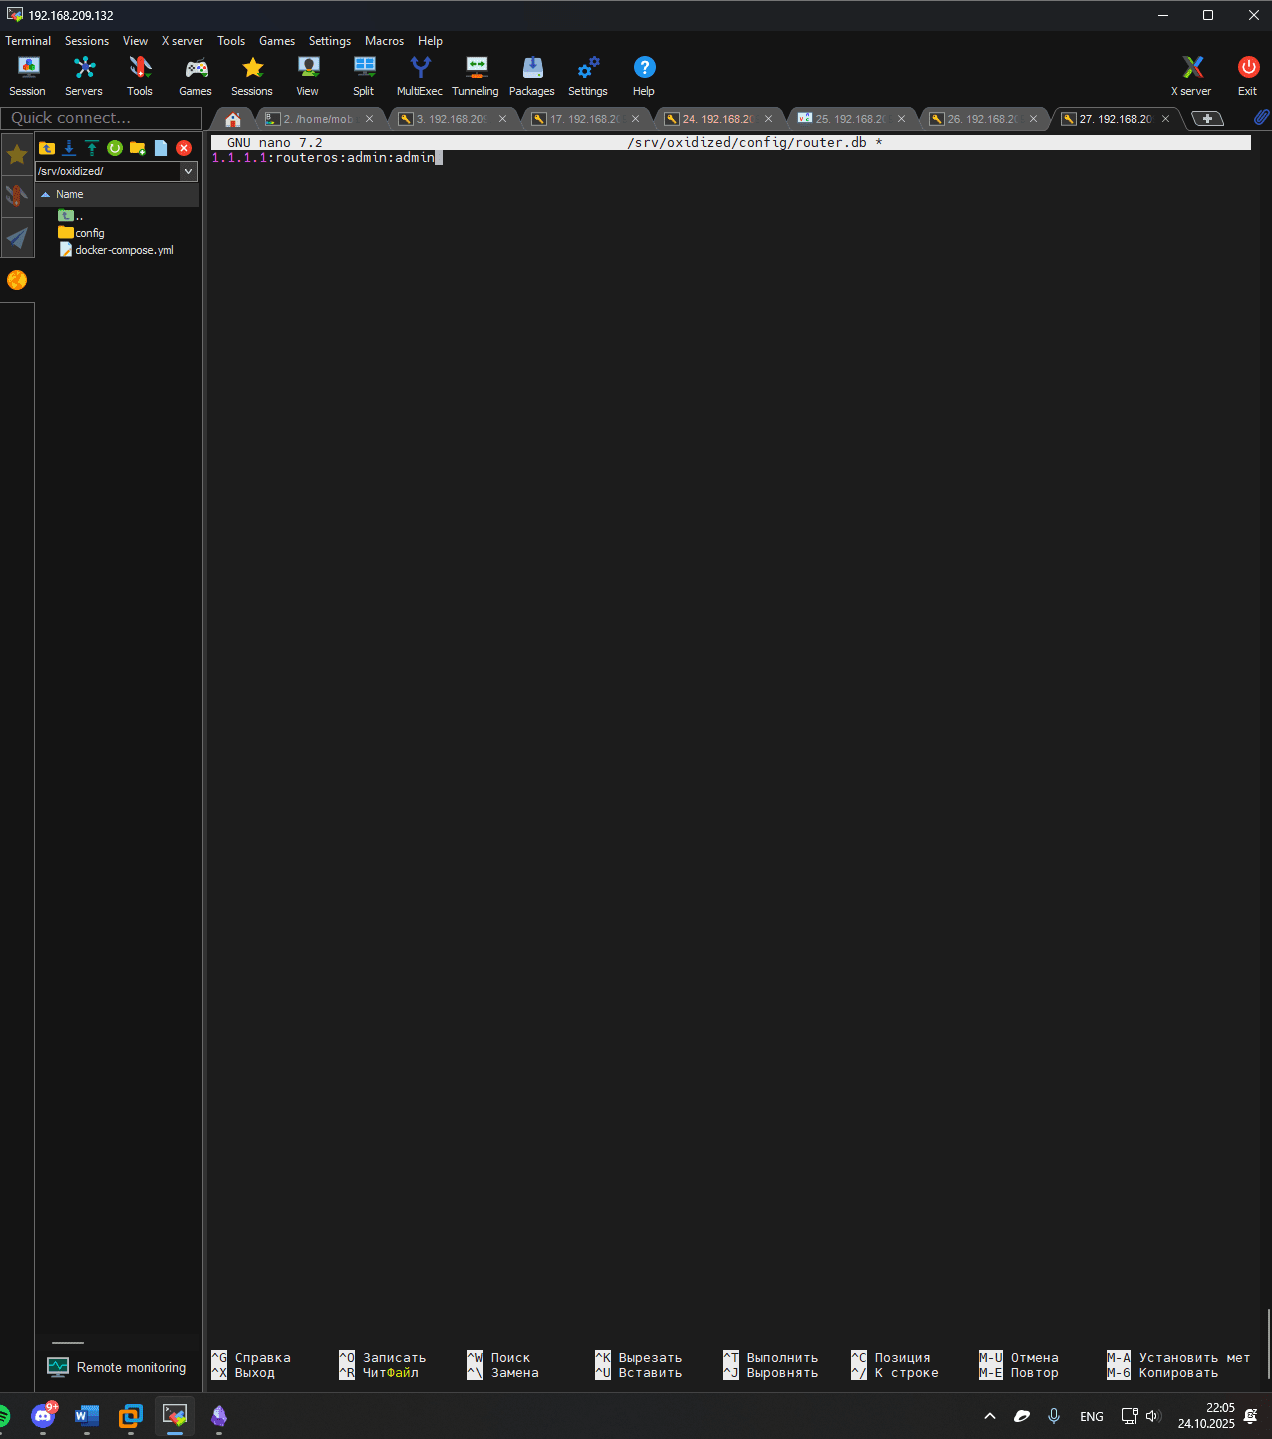 192.168.209.132
Terminal Sessions View X server Tools Games Settings Macros Help
Session Servers Tools Games Sessions View Split MultiExec Tunneling Packages Settings Help X server Exit
Quick connect...
2. /home/mob 3. 192.168.209 17. 192.168.20 24. 192.168.20 25. 192.168.20 26. 192.168.20 27. 192.168.20
/srv/oxidized/
Name
..
config
docker-compose.yml
GNU nano 7.2 /srv/oxidized/config/router.db *
1.1.1.1:routeros:admin:admin
^G Справка ^O Записать ^W Поиск ^K Вырезать ^T Выполнить ^C Позиция M-U Отмена M-A Установить мет
^X Выход ^R ЧитФайл ^\ Замена ^U Вставить ^J Выровнять ^/ К строке M-E Повтор M-6 Копировать
Remote monitoring
9+
ENG
22:05
24.10.2025